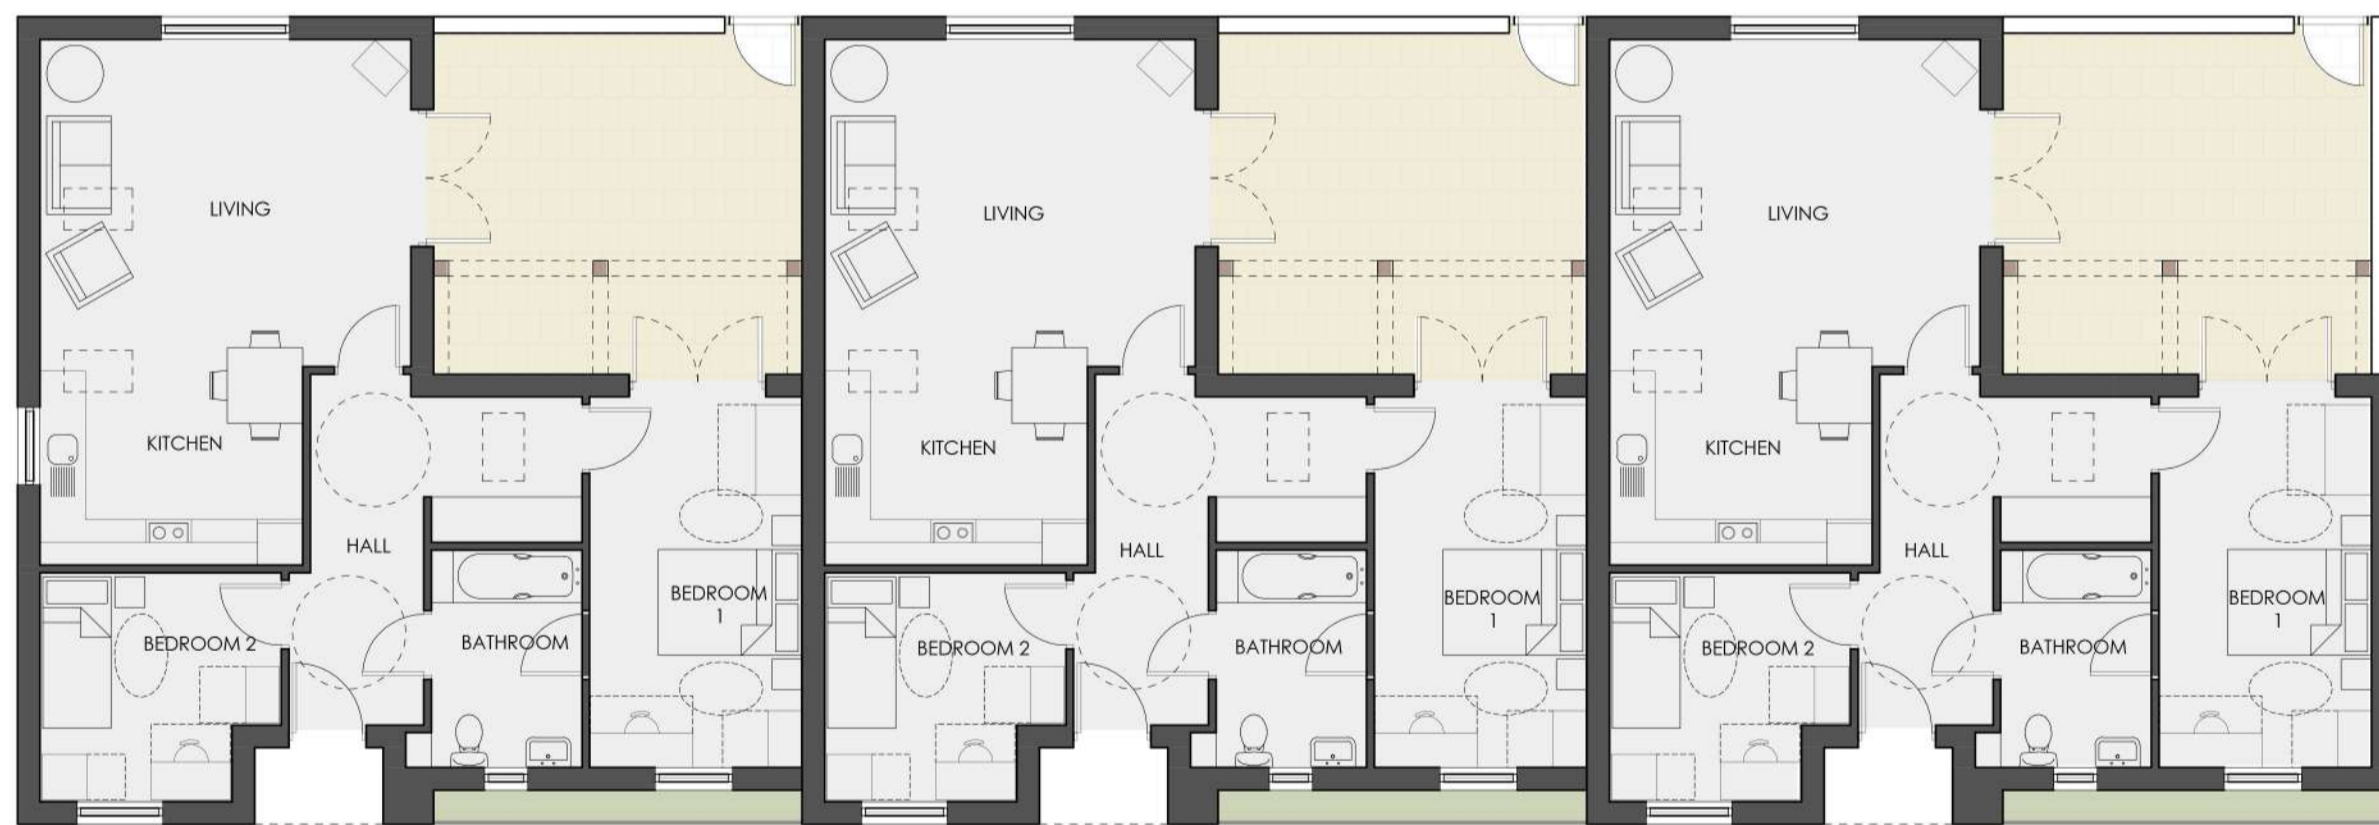 LIVING
LIVING
LIVING
KITCHEN
KITCHEN
KITCHEN
HALL
HALL
HALL
BEDROOM
1
BEDROOM
1
BEDROOM
1
BEDROOM 2
BATHROOM
BEDROOM 2
BATHROOM
BEDROOM 2
BATHROOM